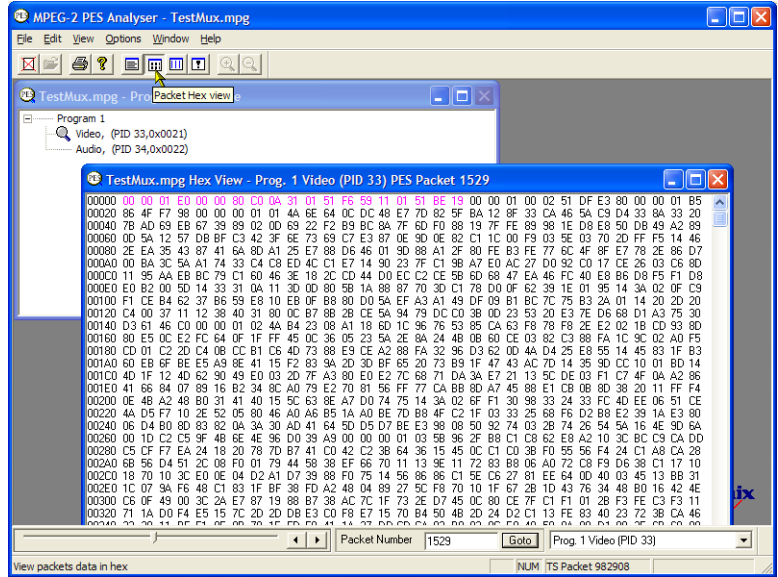 MPEG-2 PES Analyser - TestMux.mpg
File Edit View Options Window Help
TestMux.mpg - Pro
Packet Hex view
Program 1
Video, (PID 33,0x0021)
Audio, (PID 34,0x0022)
TestMux.mpg Hex View - Prog. 1 Video (PID 33) PES Packet 1529
00000 00 00 01 E0 00 00 80 C0 0A 31 01 51 F6 59 11 01 51 BE 19 00 00 01 00 02 51 DF E3 80 00 00 01 B5
00020 86 4F F7 98 00 00 00 01 01 4A 6E 64 0C DC 48 E7 7D 82 5F BA 12 8F 33 CA 46 5A C9 D4 33 8A 33 20
00040 7B AD 69 EB 67 39 89 02 0D 69 22 F2 B9 BC 8A 7F 6D F0 88 19 7F FE 89 98 1E D8 E8 50 DB 49 A2 89
00060 0D 5A 12 57 DB BF C3 42 3F 6E 73 69 C7 E3 87 0E 9D 0E 82 C1 1C 00 F9 03 5E 03 70 2D FF F5 14 46
00080 2E EA 35 43 87 41 6A 8D A1 25 E7 88 D6 46 01 9D 88 A1 2F 80 FE B3 FE 77 6C 4F 8F E7 78 2E 86 D7
000A0 00 BA 3C 5A A1 74 33 C4 C8 ED 4C C1 E7 14 90 23 7F C1 9B A7 E0 AC 27 D0 92 C0 17 CE 26 03 C6 8D
000C0 11 95 AA EB BC 79 C1 60 46 3E 18 2C CD 44 D0 EC C2 CE 5B 6D 68 47 EA 46 FC 40 E8 B6 D8 F5 F1 D8
000E0 E0 B2 00 5D 14 33 31 0A 11 3D 0D 80 5B 1A 88 87 70 3D C1 78 D0 0F 62 39 1E 01 95 14 3A 02 0F C9
00100 F1 CE B4 62 37 B6 59 E8 10 EB 0F B8 80 D0 5A EF A3 A1 49 DF 09 B1 BC 7C 75 B3 2A 01 14 20 2D 20
00120 C4 00 37 11 12 38 40 31 80 0C B7 8B 2B CE 5A 94 79 DC C0 3B 0D 23 53 20 E3 7E D6 68 D1 A3 75 30
00140 D3 61 46 C0 00 00 01 02 4A B4 23 08 A1 18 6D 1C 96 76 53 85 CA 63 F8 78 F8 2E E2 02 1B CD 93 8D
00160 80 E5 0C E2 FC 64 0F 1F FF 45 0C 36 05 23 5A 2E 8A 24 4B 0B 60 CE 03 82 C3 88 FA 1C 9C 02 A0 F5
00180 CD 01 C2 2D C4 0B CC B1 C6 4D 73 88 E9 CE A2 88 FA 32 96 D3 62 0D 4A D4 25 E8 55 14 45 83 1F B3
001A0 60 EB 6F BE E5 A9 8E 41 15 F2 83 9A 2D 3D BF 65 20 73 B9 1F 47 43 AC 7D 14 35 9D CC 10 01 BD 14
001C0 4D 1F 12 4D 62 90 49 E0 03 2D 7F A3 80 E0 E2 7C 68 71 DA 3A E7 21 13 5C DE 03 F1 C7 4F 0A A2 86
001E0 41 66 84 07 89 16 B2 34 8C A0 79 E2 70 81 56 FF 77 CA BB 8D A7 45 88 E1 CB 0B 8D 38 20 11 FF F4
00200 0E 4B A2 48 B0 31 41 40 15 5C 63 8E A7 D0 74 75 14 3A 02 6F F1 30 98 33 24 33 FC 4D EE 06 51 CE
00220 4A D5 F7 10 2E 52 05 80 46 A0 A6 B5 1A A0 BE 7D B8 4F C2 1F 03 33 25 68 F6 D2 B8 E2 39 1A E3 80
00240 06 D4 B0 8D 83 82 0A 3A 30 AD 41 64 5D D5 D7 BE E3 98 08 50 92 74 03 2B 74 26 54 5A 16 4E 9D 6A
00260 00 1D C2 C5 9F 4B 6E 4E 96 D0 39 A9 00 00 00 01 03 5B 96 2F B8 C1 C8 62 E8 A2 10 3C BC C9 CA DD
00280 C5 CF F7 EA 24 18 20 78 7D B7 41 C0 42 C2 3B 64 36 15 45 0C C1 C0 3B F0 55 56 F4 24 C1 A8 CA 28
002A0 6B 56 D4 51 2C 08 F0 01 79 44 58 38 EF 66 70 11 13 9E 11 72 83 B8 06 A0 72 C8 F9 D6 38 C1 17 10
002C0 18 70 10 3C E0 0E 04 D2 A1 D7 39 88 F0 75 14 56 86 86 C1 5E C6 27 81 EE 64 0D 40 03 45 13 BB 31
002E0 1C 07 9A F6 48 C1 83 1F BF 38 FD A2 48 04 89 27 5C F8 70 10 1F 67 2B 1D 43 76 34 48 B0 16 42 4E
00300 C6 0F 49 00 3C 2A E7 87 19 88 B7 38 AC 7C 1F 73 2E D7 45 0C 80 CE 7F C1 F1 01 2B F3 FE C3 F3 11
00320 71 1A D0 F4 E5 15 7C 2D 2D DB E3 C0 F8 E7 15 70 B4 50 4B 2D 24 D2 C1 13 FE 83 40 23 72 3B CA 46
ix
Packet Number 1529 Goto Prog. 1 Video (PID 33)
View packets data in hex NUM TS Packet 982908